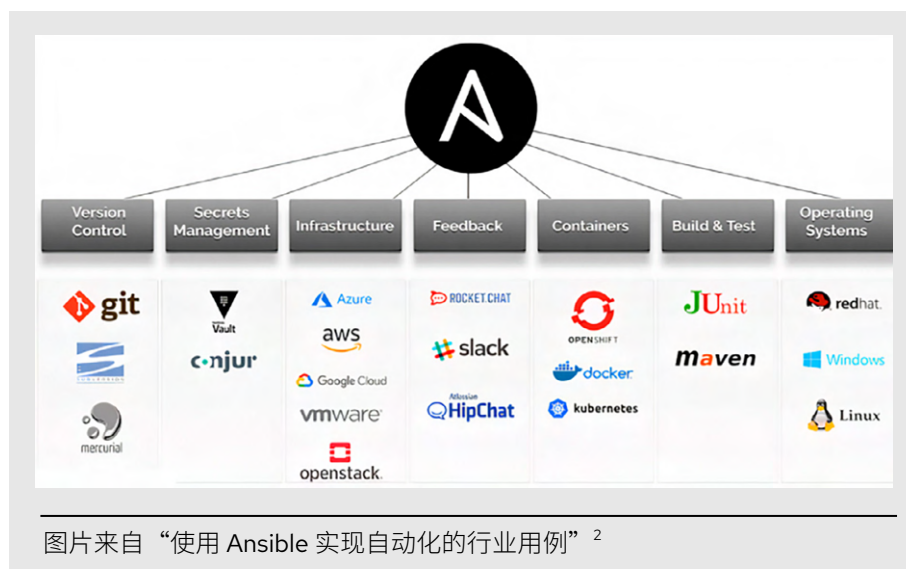 Version
Control
Secrets
Management
Infrastructure
Feedback
Containers
Build & Test
Operating
Systems
git
mercurial
Vault
conjur
Azure
aws
Google Cloud
vmware
openstack.
ROCKET.CHAT
slack
Atlassian
HipChat
OPENSHIFT
docker
kubernetes
JUnit
maven
redhat.
Windows
Linux
图片来自“使用 Ansible 实现自动化的行业用例”2